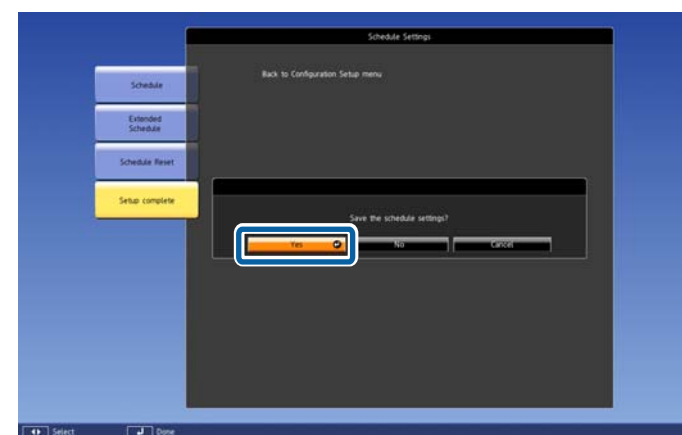 Schedule Settings
Back to Configuration Setup menu
Schedule
Extended
Schedule
Schedule Reset
Setup complete
Save the schedule settings?
Yes
No
Cancel
Select
Done